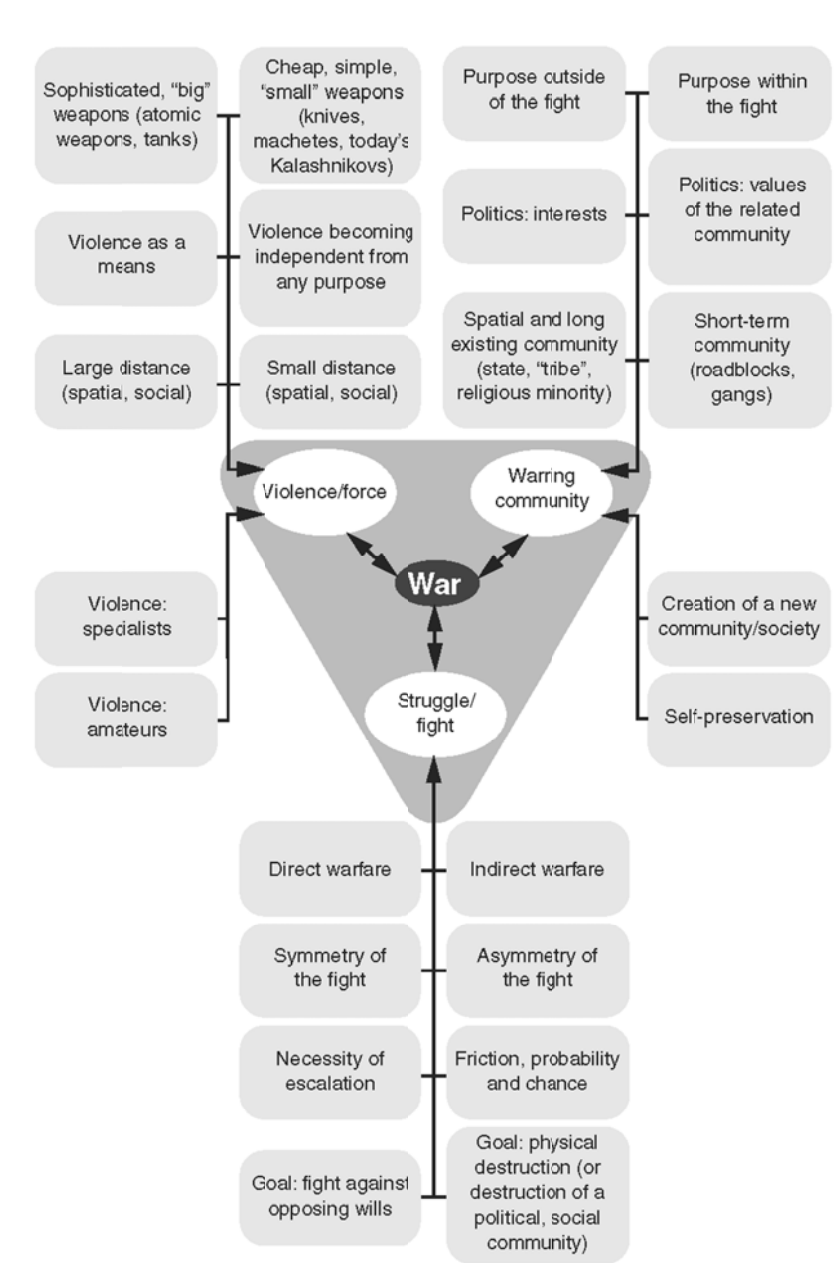 Sophisticated, “big”
weapons (atomic
weapons, tanks)
Cheap, simple,
“small” weapons
(knives,
machetes, today’s
Kalashnikovs)
Violence as a
means
Violence becoming
independent from
any purpose
Large distance
(spatial, social)
Small distance
(spatial, social)
Purpose outside
of the fight
Purpose within
the fight
Politics: interests
Politics: values
of the related
community
Spatial and long
existing community
(state, “tribe”,
religious minority)
Short-term
community
(roadblocks,
gangs)
Violence/force
Warring
community
War
Struggle/
fight
Violence:
specialists
Violence:
amateurs
Creation of a new
community/society
Self-preservation
Direct warfare
Indirect warfare
Symmetry of
the fight
Asymmetry of
the fight
Necessity of
escalation
Friction, probability
and chance
Goal: fight against
opposing wills
Goal: physical
destruction (or
destruction of a
political, social
community)